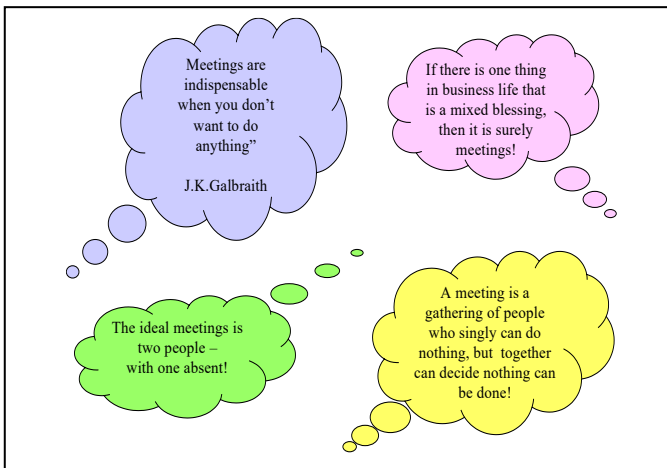 Meetings are
indispensable
when you don’t
want to do
anything”
J.K.Galbraith
If there is one thing
in business life that
is a mixed blessing,
then it is surely
meetings!
The ideal meetings is
two people –
with one absent!
A meeting is a
gathering of people
who singly can do
nothing, but  together
can decide nothing can
be done!